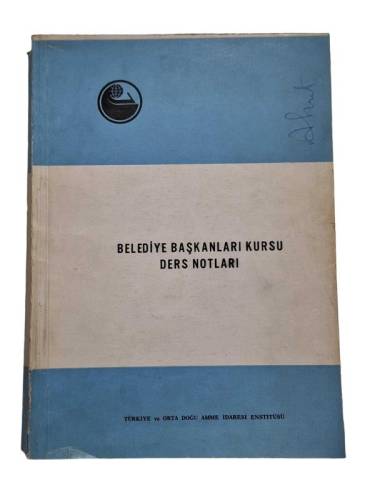 BELEDİYE BAŞKANLARI KURSU
DERS NOTLARI
TÜRKİYE ve ORTA DOĞU AMME İDARESİ ENSTİTÜSÜ